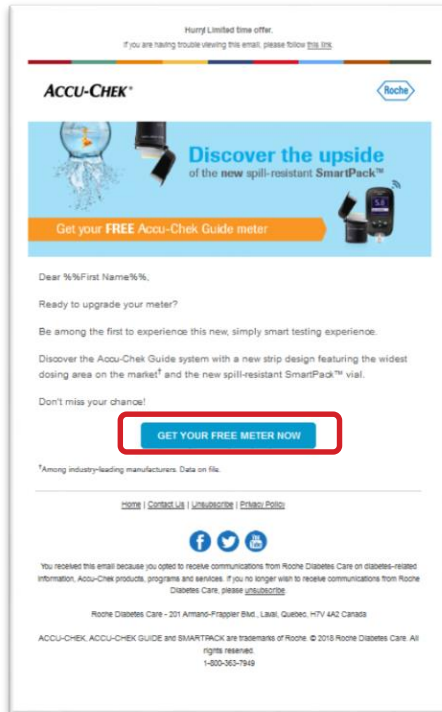 Hurry! Limited time offer.
If you are having trouble viewing this email, please follow this link.
ACCU-CHEK®
Roche
Discover the upside
of the new spill-resistant SmartPack™
Get your FREE Accu-Chek Guide meter
Dear %%First Name%%,
Ready to upgrade your meter?
Be among the first to experience this new, simply smart testing experience.
Discover the Accu-Chek Guide system with a new strip design featuring the widest
dosing area on the market† and the new spill-resistant SmartPack™ vial.
Don't miss your chance!
GET YOUR FREE METER NOW
†Among industry-leading manufacturers. Data on file.
Home | Contact Us | Unsubscribe | Privacy Policy
f You Tube
You received this email because you opted to receive communications from Roche Diabetes Care on diabetes-related
information, Accu-Chek products, programs and services. If you no longer wish to receive communications from Roche
Diabetes Care, please unsubscribe.
Roche Diabetes Care - 201 Armand-Frappier Blvd., Laval, Quebec, H7V 4A2 Canada
ACCU-CHEK, ACCU-CHEK GUIDE and SMARTPACK are trademarks of Roche. © 2018 Roche Diabetes Care. All
rights reserved.
1-800-363-7949